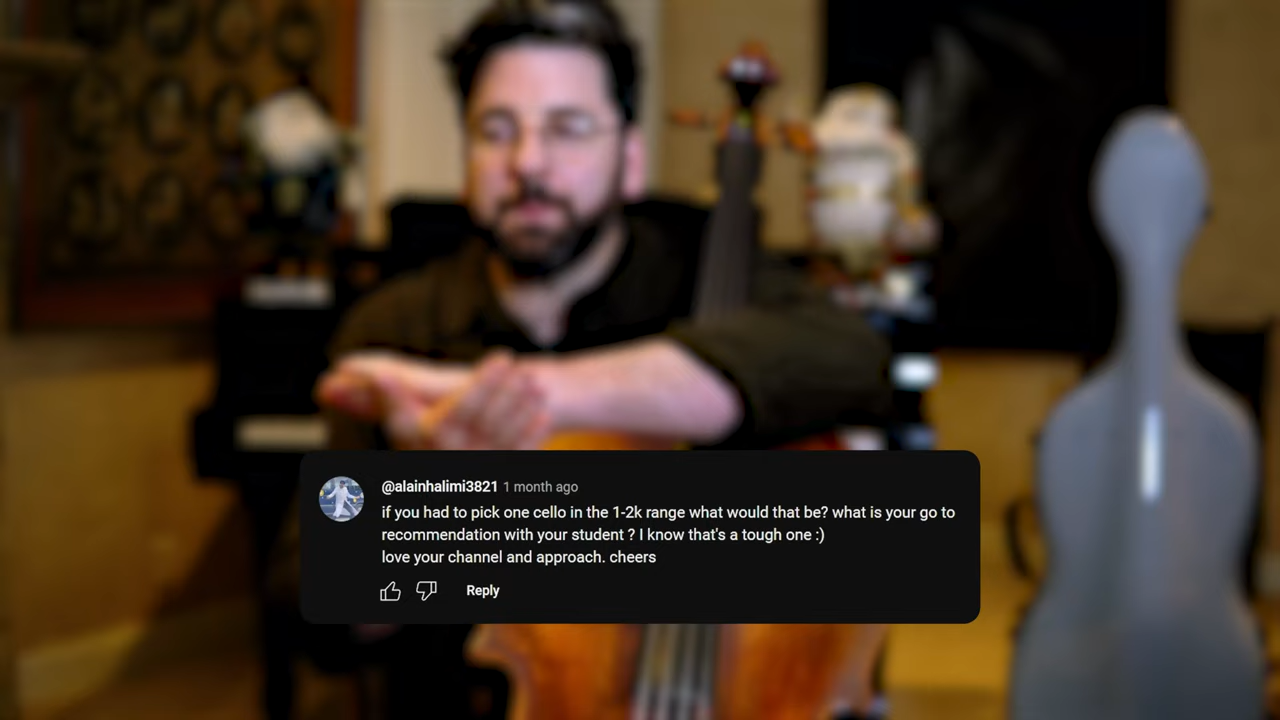 @alainhalimi3821 1 month ago
if you had to pick one cello in the 1-2k range what would that be? what is your go to
recommendation with your student ? I know that's a tough one :)
love your channel and approach. cheers
Reply